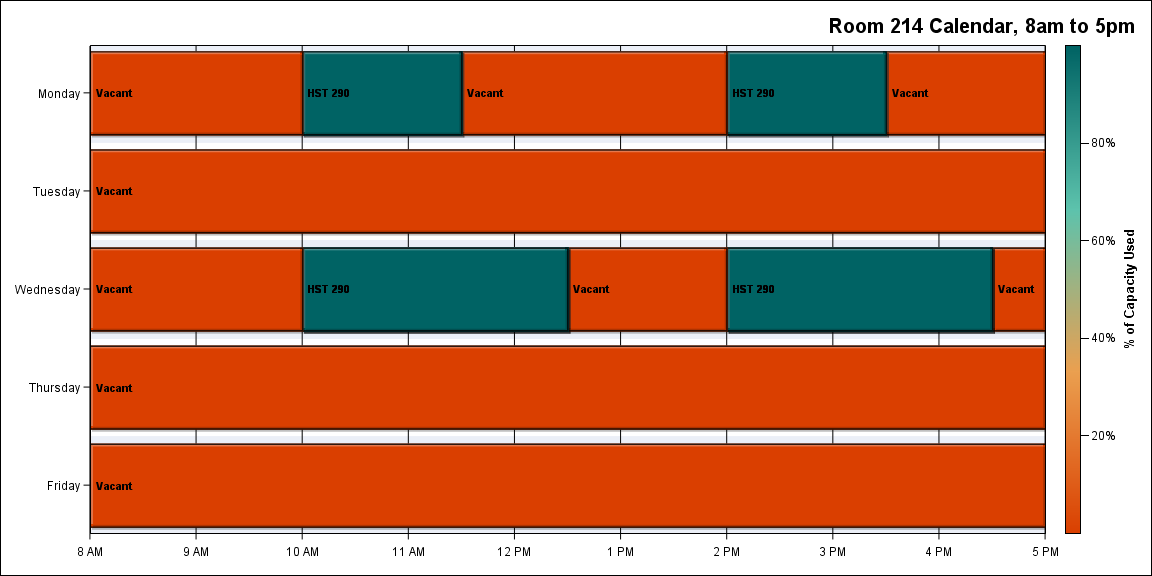 Room 214 Calendar, 8am to 5pm
Monday
Vacant
HST 290
Vacant
HST 290
Vacant
Tuesday
Vacant
Wednesday
Vacant
HST 290
Vacant
HST 290
Vacant
Thursday
Vacant
Friday
Vacant
8 AM
9 AM
10 AM
11 AM
12 PM
1 PM
2 PM
3 PM
4 PM
5 PM
80%
60%
40%
20%
% of Capacity Used